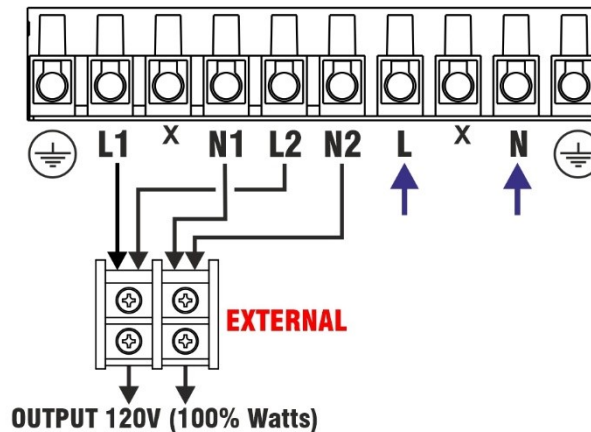 L1 X N1 L2 N2 L X N
EXTERNAL
OUTPUT 120V (100% Watts)